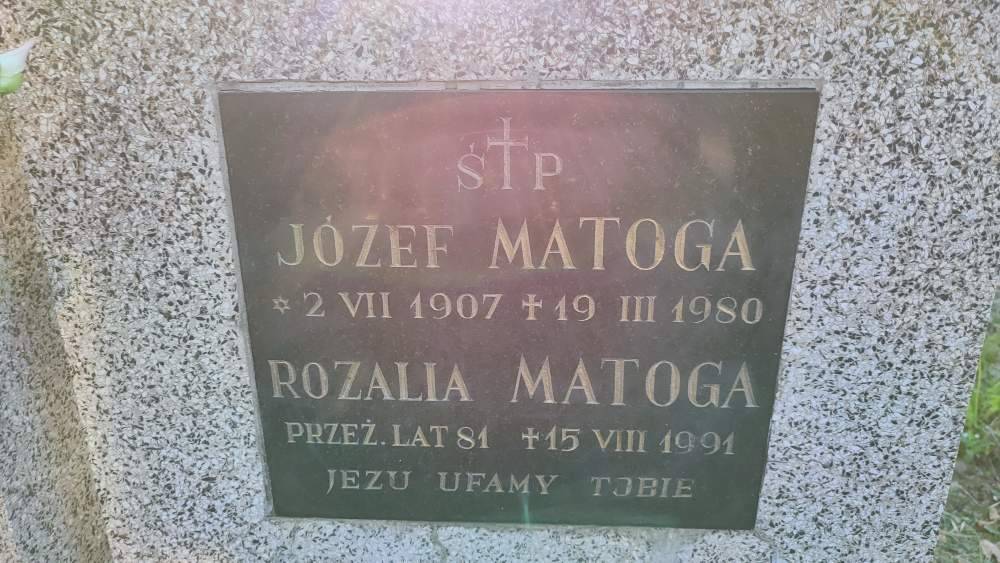 Ś†P
JÓZEF MATOGA
✡ 2 VII 1907 † 19 III 1980
ROZALIA MATOGA
PRZEŻ. LAT 81 † 15 VIII 1991
JEZU UFAMY TOBIE